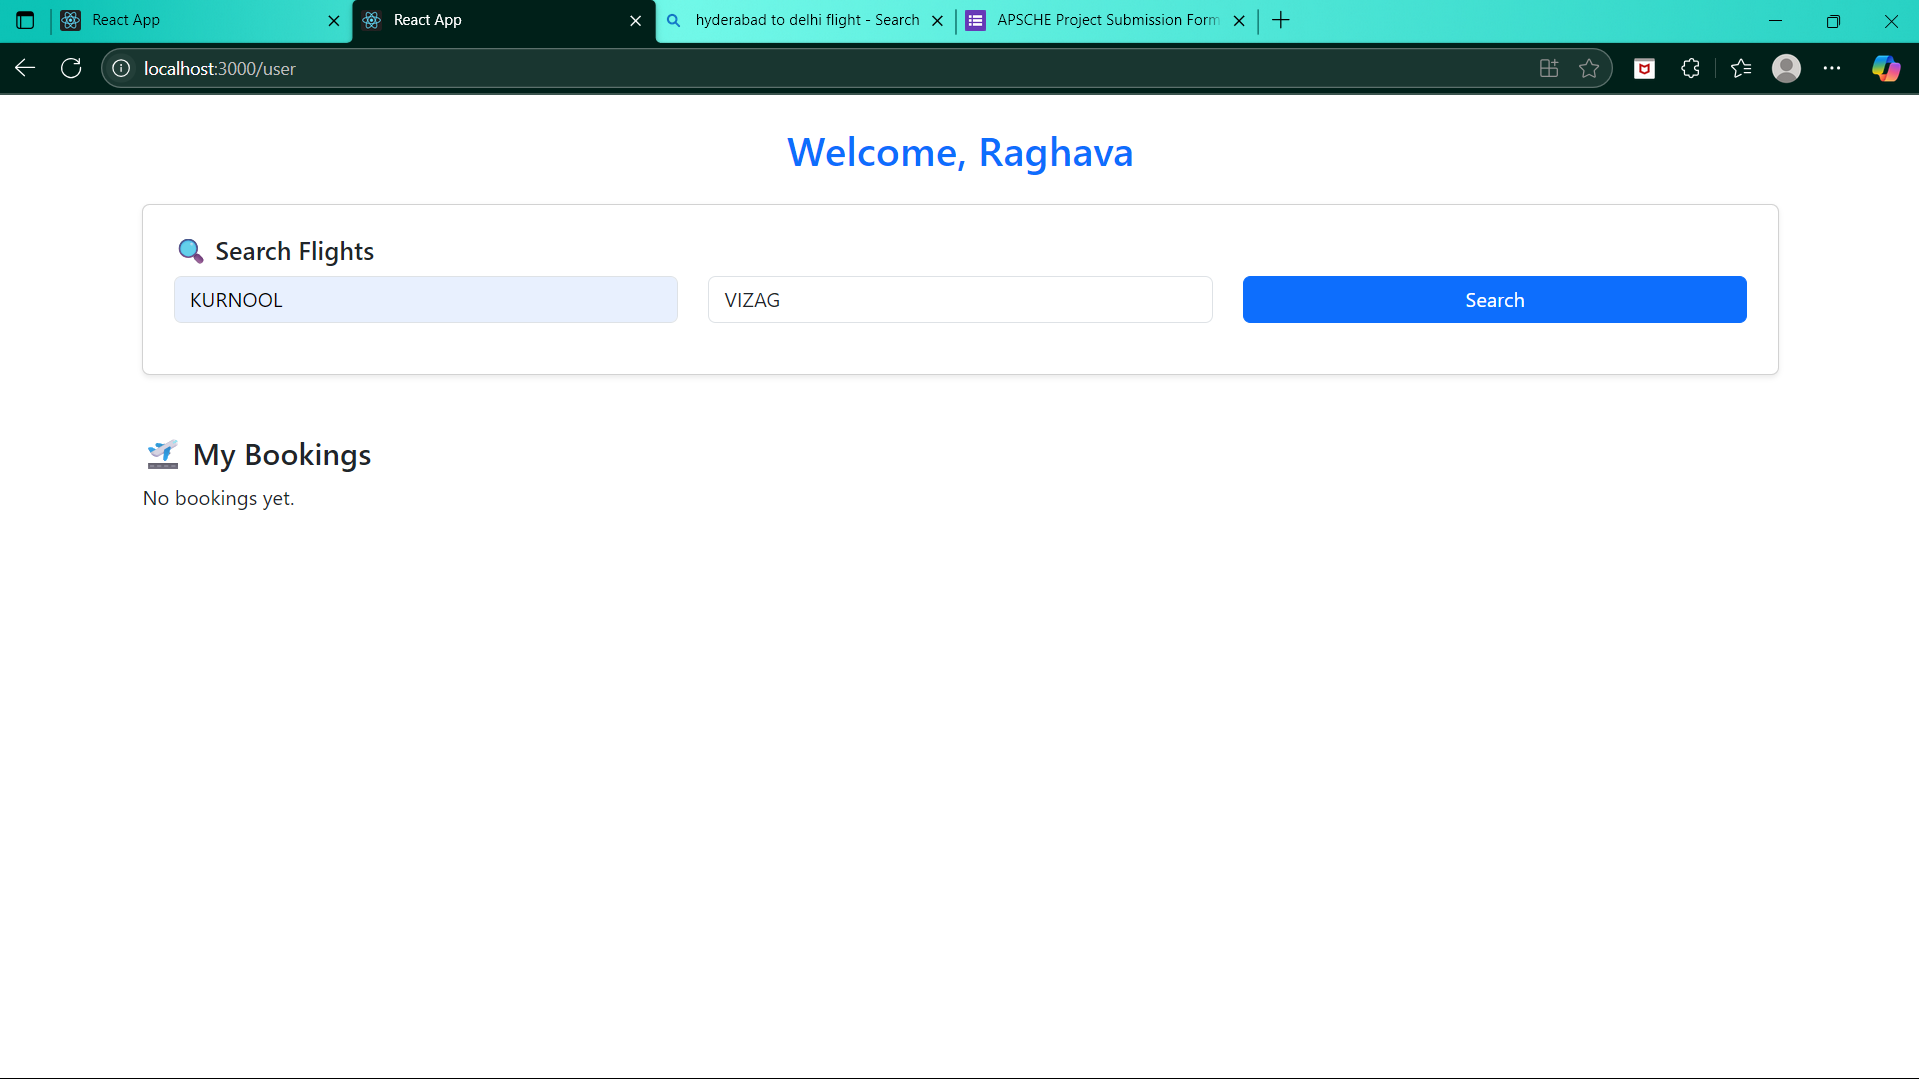 React App
React App
hyderabad to delhi flight - Search
APSCHE Project Submission Form
localhost:3000/user
Welcome, Raghava
Search Flights
KURNOOL
VIZAG
Search
My Bookings
No bookings yet.